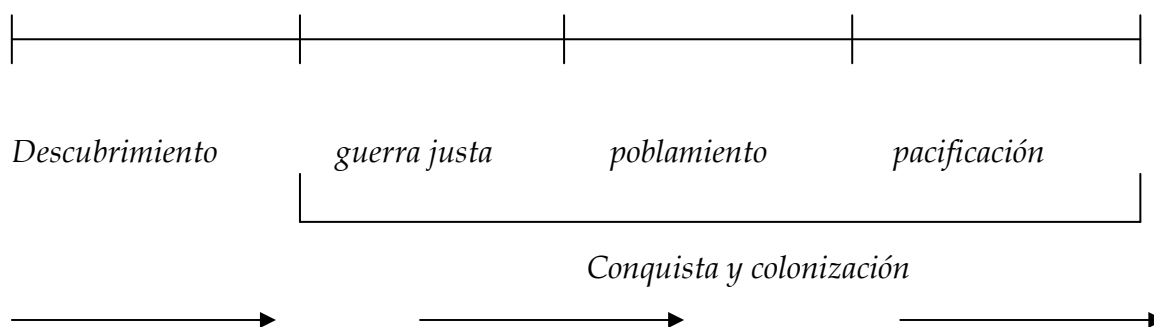 Descubrimiento guerra justa poblamiento pacificación
Conquista y colonización